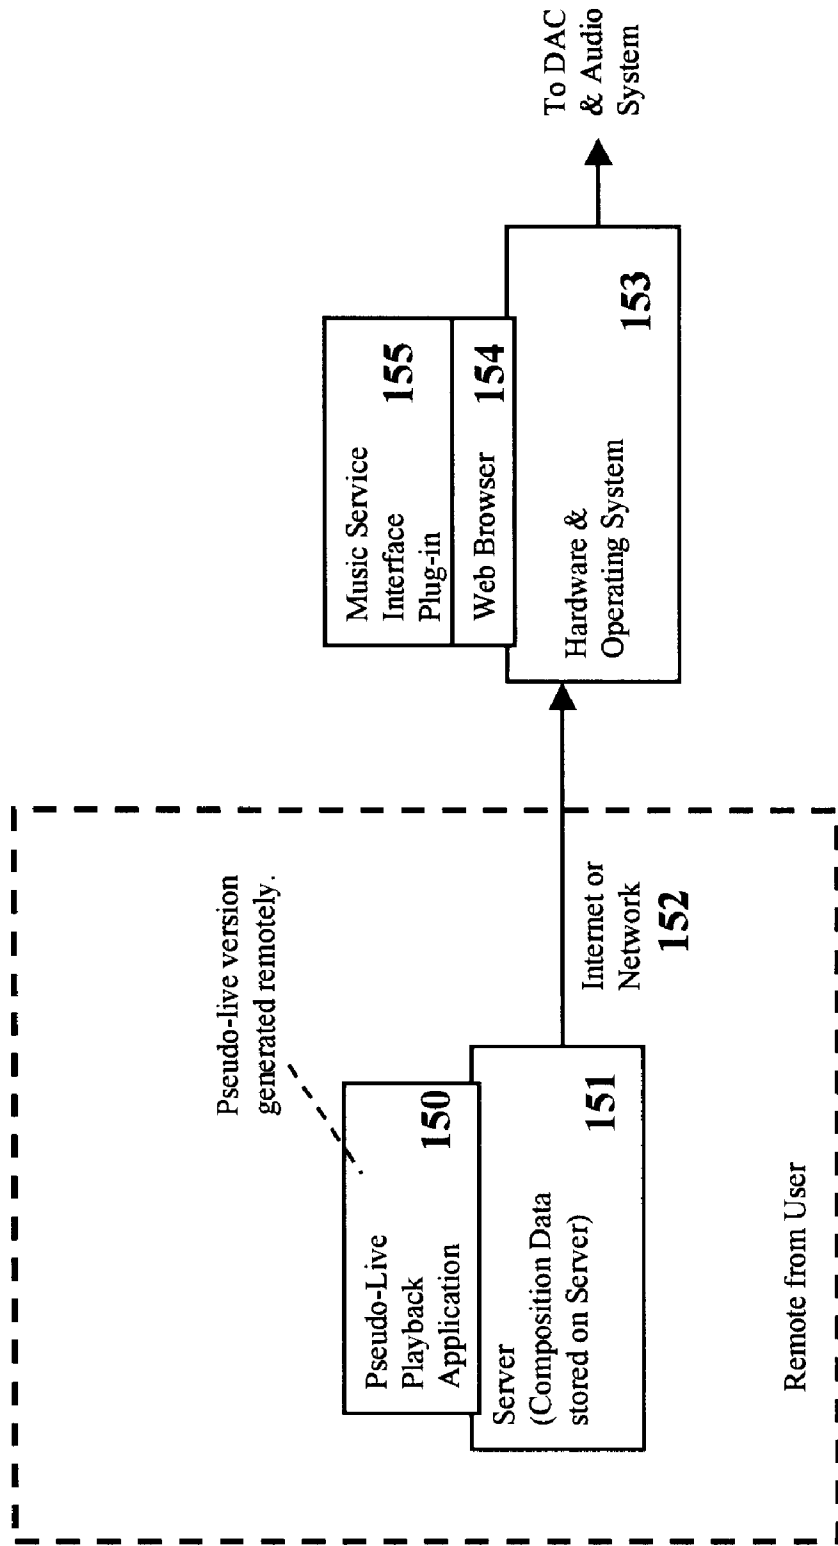 Pseudo-live version
generated remotely.
Pseudo-Live
Playback
Application
150
Server
(Composition Data
stored on Server)
151
Remote from User
Internet or
Network
152
Music Service
Interface
Plug-in
155
Web Browser
154
Hardware &
Operating System
153
To DAC
& Audio
System